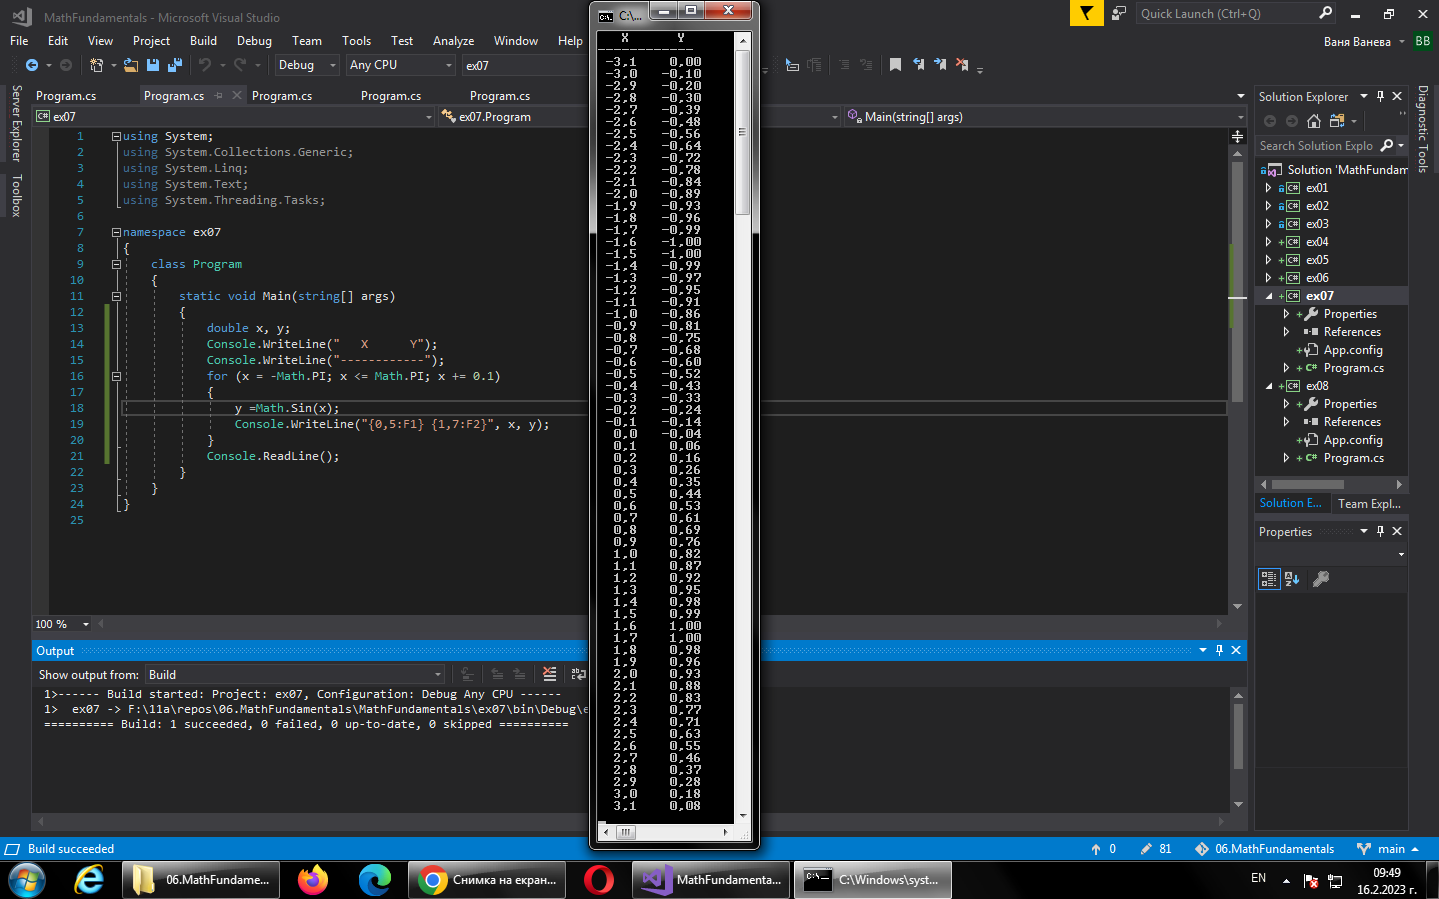 MathFundamentals - Microsoft Visual Studio
Quick Launch (Ctrl+Q)
File Edit View Project Build Debug Team Tools Test Analyze Window Help
Ваня Ванева BB
Debug Any CPU ex07
Program.cs Program.cs Program.cs Program.cs Program.cs
ex07 ex07.Program Main(string[] args)
Server Explorer
Toolbox
1 using System;
2 using System.Collections.Generic;
3 using System.Linq;
4 using System.Text;
5 using System.Threading.Tasks;
6
7 namespace ex07
8 {
9 class Program
10 {
11 static void Main(string[] args)
12 {
13 double x, y;
14 Console.WriteLine("   X      Y");
15 Console.WriteLine("------------");
16 for (x = -Math.PI; x <= Math.PI; x += 0.1)
17 {
18 y =Math.Sin(x);
19 Console.WriteLine("{0,5:F1} {1,7:F2}", x, y);
20 }
21 Console.ReadLine();
22 }
23 }
24 }
25
100 %
C:\...
X Y
------------
-3,1 0,00
-3,0 -0,10
-2,9 -0,20
-2,8 -0,30
-2,7 -0,39
-2,6 -0,48
-2,5 -0,56
-2,4 -0,64
-2,3 -0,72
-2,2 -0,78
-2,1 -0,84
-2,0 -0,89
-1,9 -0,93
-1,8 -0,96
-1,7 -0,99
-1,6 -1,00
-1,5 -1,00
-1,4 -0,99
-1,3 -0,97
-1,2 -0,95
-1,1 -0,91
-1,0 -0,86
-0,9 -0,81
-0,8 -0,75
-0,7 -0,68
-0,6 -0,60
-0,5 -0,52
-0,4 -0,43
-0,3 -0,33
-0,2 -0,24
-0,1 -0,14
0,0 -0,04
0,1 0,06
0,2 0,16
0,3 0,26
0,4 0,35
0,5 0,44
0,6 0,53
0,7 0,61
0,8 0,69
0,9 0,76
1,0 0,82
1,1 0,87
1,2 0,92
1,3 0,95
1,4 0,98
1,5 0,99
1,6 1,00
1,7 1,00
1,8 0,98
1,9 0,96
2,0 0,93
2,1 0,88
2,2 0,83
2,3 0,77
2,4 0,71
2,5 0,63
2,6 0,55
2,7 0,46
2,8 0,37
2,9 0,28
3,0 0,18
3,1 0,08
Solution Explorer
Search Solution Explo
Solution 'MathFundam
ex01
ex02
ex03
ex04
ex05
ex06
ex07
Properties
References
App.config
Program.cs
ex08
Properties
References
App.config
Program.cs
Solution E... Team Expl...
Properties
Diagnostic Tools
Output
Show output from: Build
1>------ Build started: Project: ex07, Configuration: Debug Any CPU ------
1>  ex07 -> F:\11a\repos\06.MathFundamentals\MathFundamentals\ex07\bin\Debug\e
========== Build: 1 succeeded, 0 failed, 0 up-to-date, 0 skipped ==========
Build succeeded 0 81 06.MathFundamentals main
06.MathFundame... Снимка на екран... MathFundamenta... C:\Windows\syst... EN 09:49
16.2.2023 г.